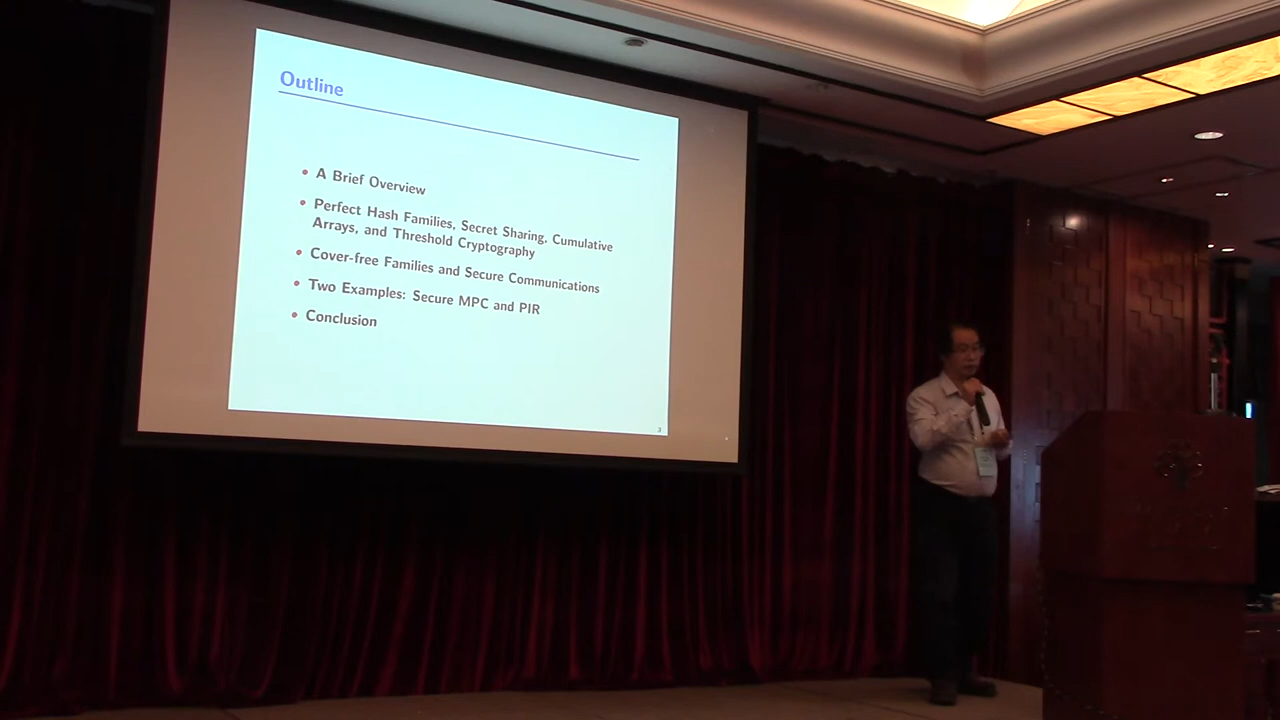 Outline
A Brief Overview
Perfect Hash Families, Secret Sharing, Cumulative
Arrays, and Threshold Cryptography
Cover-free Families and Secure Communications
Two Examples: Secure MPC and PIR
Conclusion
3